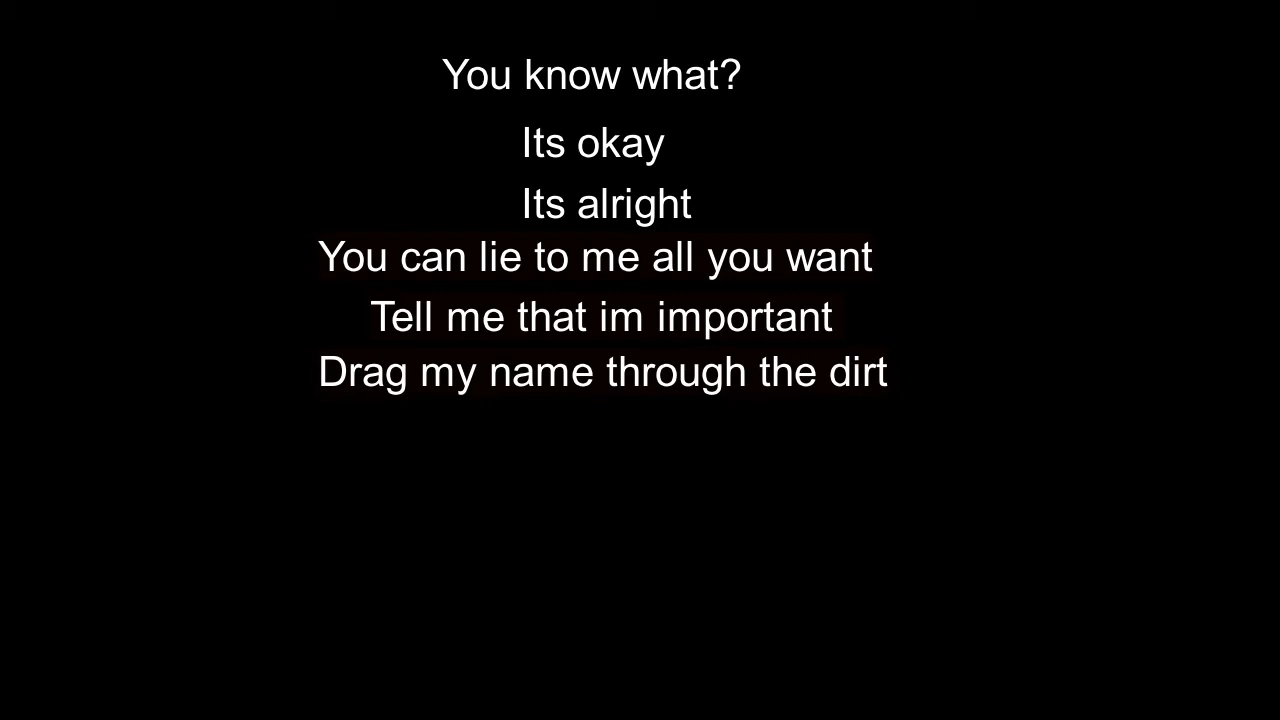 You know what?
Its okay
Its alright
You can lie to me all you want
Tell me that im important
Drag my name through the dirt